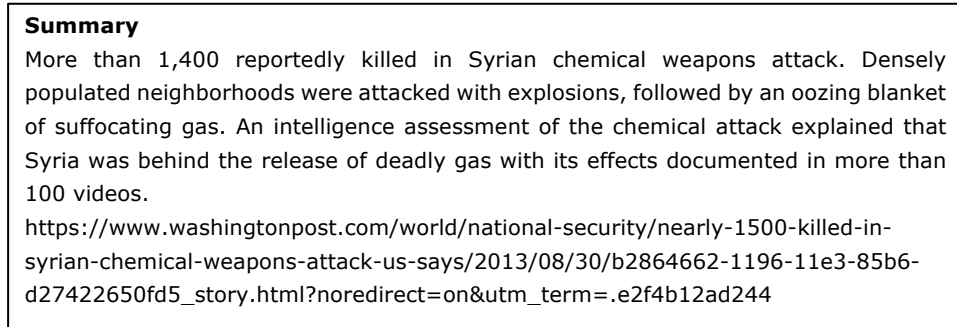 Summary
More than 1,400 reportedly killed in Syrian chemical weapons attack. Densely
populated neighborhoods were attacked with explosions, followed by an oozing blanket
of suffocating gas. An intelligence assessment of the chemical attack explained that
Syria was behind the release of deadly gas with its effects documented in more than
100 videos.
https://www.washingtonpost.com/world/national-security/nearly-1500-killed-in-
syrian-chemical-weapons-attack-us-says/2013/08/30/b2864662-1196-11e3-85b6-
d27422650fd5_story.html?noredirect=on&utm_term=.e2f4b12ad244